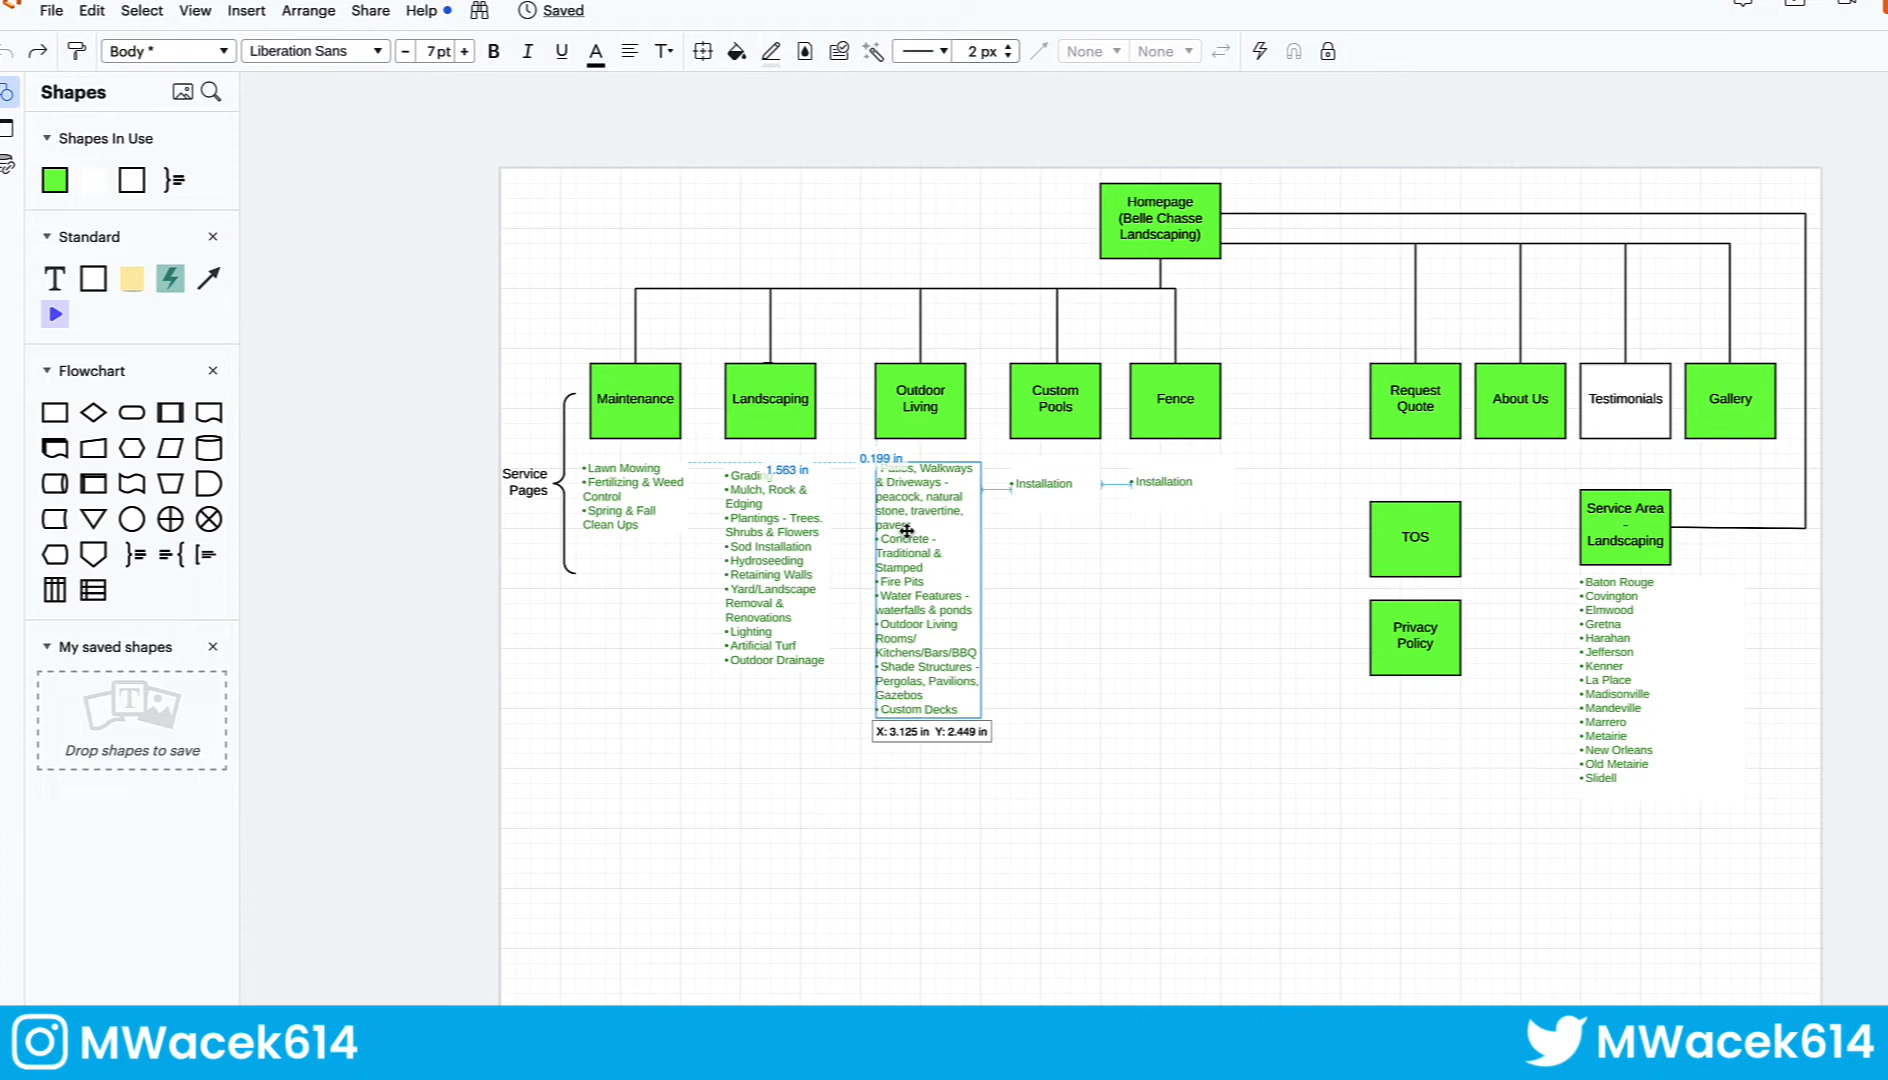 File Edit Select View Insert Arrange Share Help Saved
Body * Liberation Sans − 7 pt + B I U A T 2 px None None
Shapes
Shapes In Use
Standard
T
Flowchart
My saved shapes
T
Drop shapes to save
Homepage
(Belle Chasse
Landscaping)
Maintenance
Landscaping
Outdoor
Living
Custom
Pools
Fence
Request
Quote
About Us
Testimonials
Gallery
Service
Pages
• Lawn Mowing
• Fertilizing & Weed
Control
• Spring & Fall
Clean Ups
1.563 in
• Grading
• Mulch, Rock &
Edging
• Plantings - Trees.
Shrubs & Flowers
• Sod Installation
• Hydroseeding
• Retaining Walls
• Yard/Landscape
Removal &
Renovations
• Lighting
• Artificial Turf
• Outdoor Drainage
0.199 in
• Patios, Walkways
& Driveways -
peacock, natural
stone, travertine,
pavers
• Concrete -
Traditional &
Stamped
• Fire Pits
• Water Features -
waterfalls & ponds
• Outdoor Living
Rooms/
Kitchens/Bars/BBQ
• Shade Structures -
Pergolas, Pavilions,
Gazebos
• Custom Decks
X: 3.125 in Y: 2.449 in
• Installation
• Installation
TOS
Privacy
Policy
Service Area
-
Landscaping
• Baton Rouge
• Covington
• Elmwood
• Gretna
• Harahan
• Jefferson
• Kenner
• La Place
• Madisonville
• Mandeville
• Marrero
• Metairie
• New Orleans
• Old Metairie
• Slidell
MWacek614
MWacek614